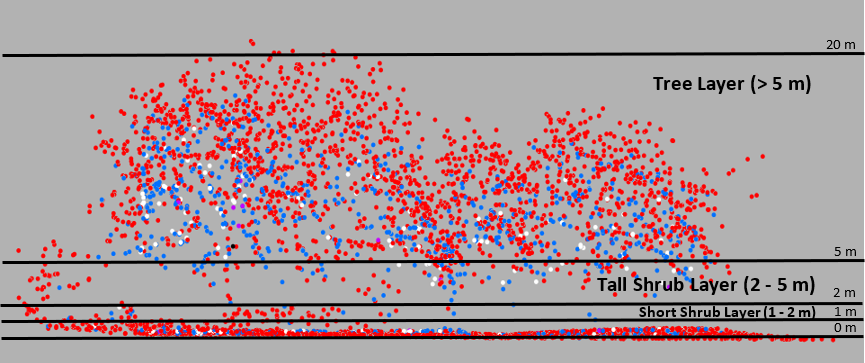 20 m
Tree Layer (> 5 m)
5 m
Tall Shrub Layer (2 - 5 m)
2 m
Short Shrub Layer (1 - 2 m)
1 m
0 m